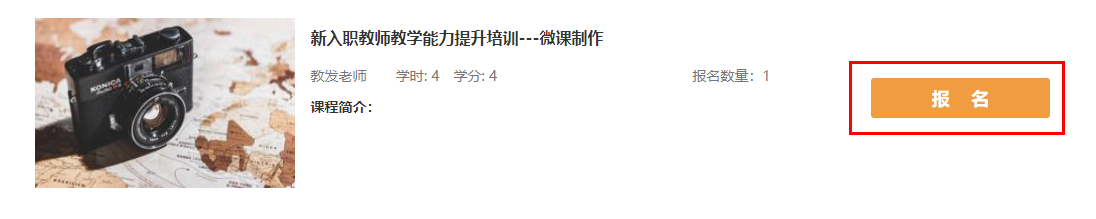 新入职教师教学能力提升培训---微课制作
教发老师 学时: 4 学分: 4 报名数量: 1
报 名
课程简介:
KONICA